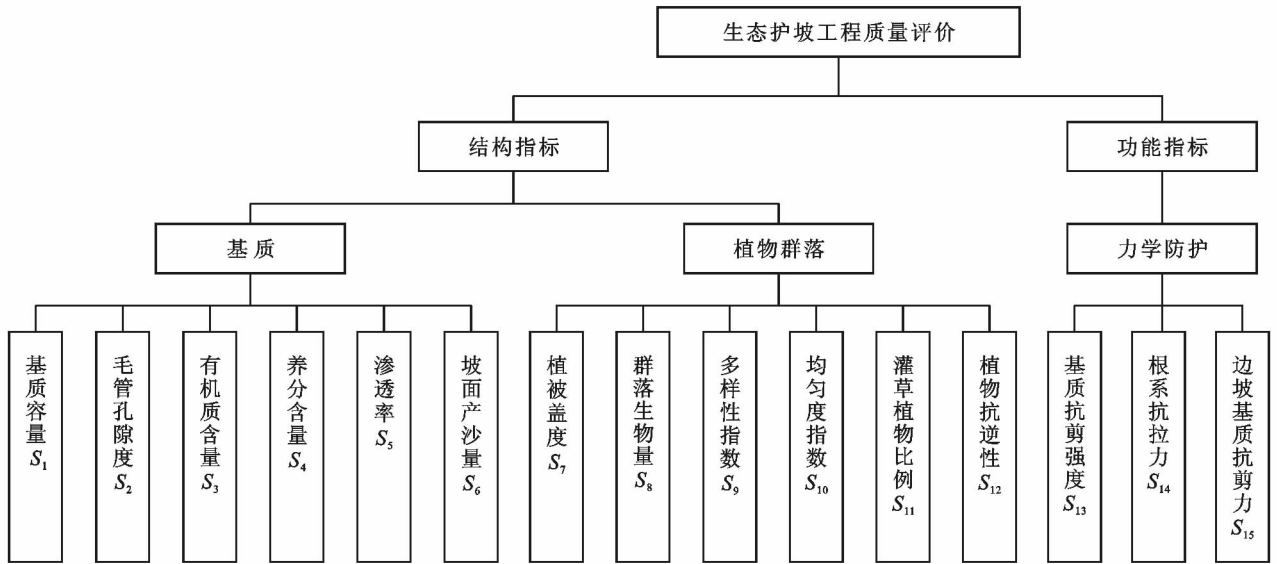 生态护坡工程质量评价
结构指标
功能指标
基质
植物群落
力学防护
基质容量S1
毛管孔隙度S2
有机质含量S3
养分含量S4
渗透率S5
坡面产沙量S6
植被盖度S7
群落生物量S8
多样性指数S9
均匀度指数S10
灌草植物比例S11
植物抗逆性S12
基质抗剪强度S13
根系抗拉力S14
边坡基质抗剪力S15